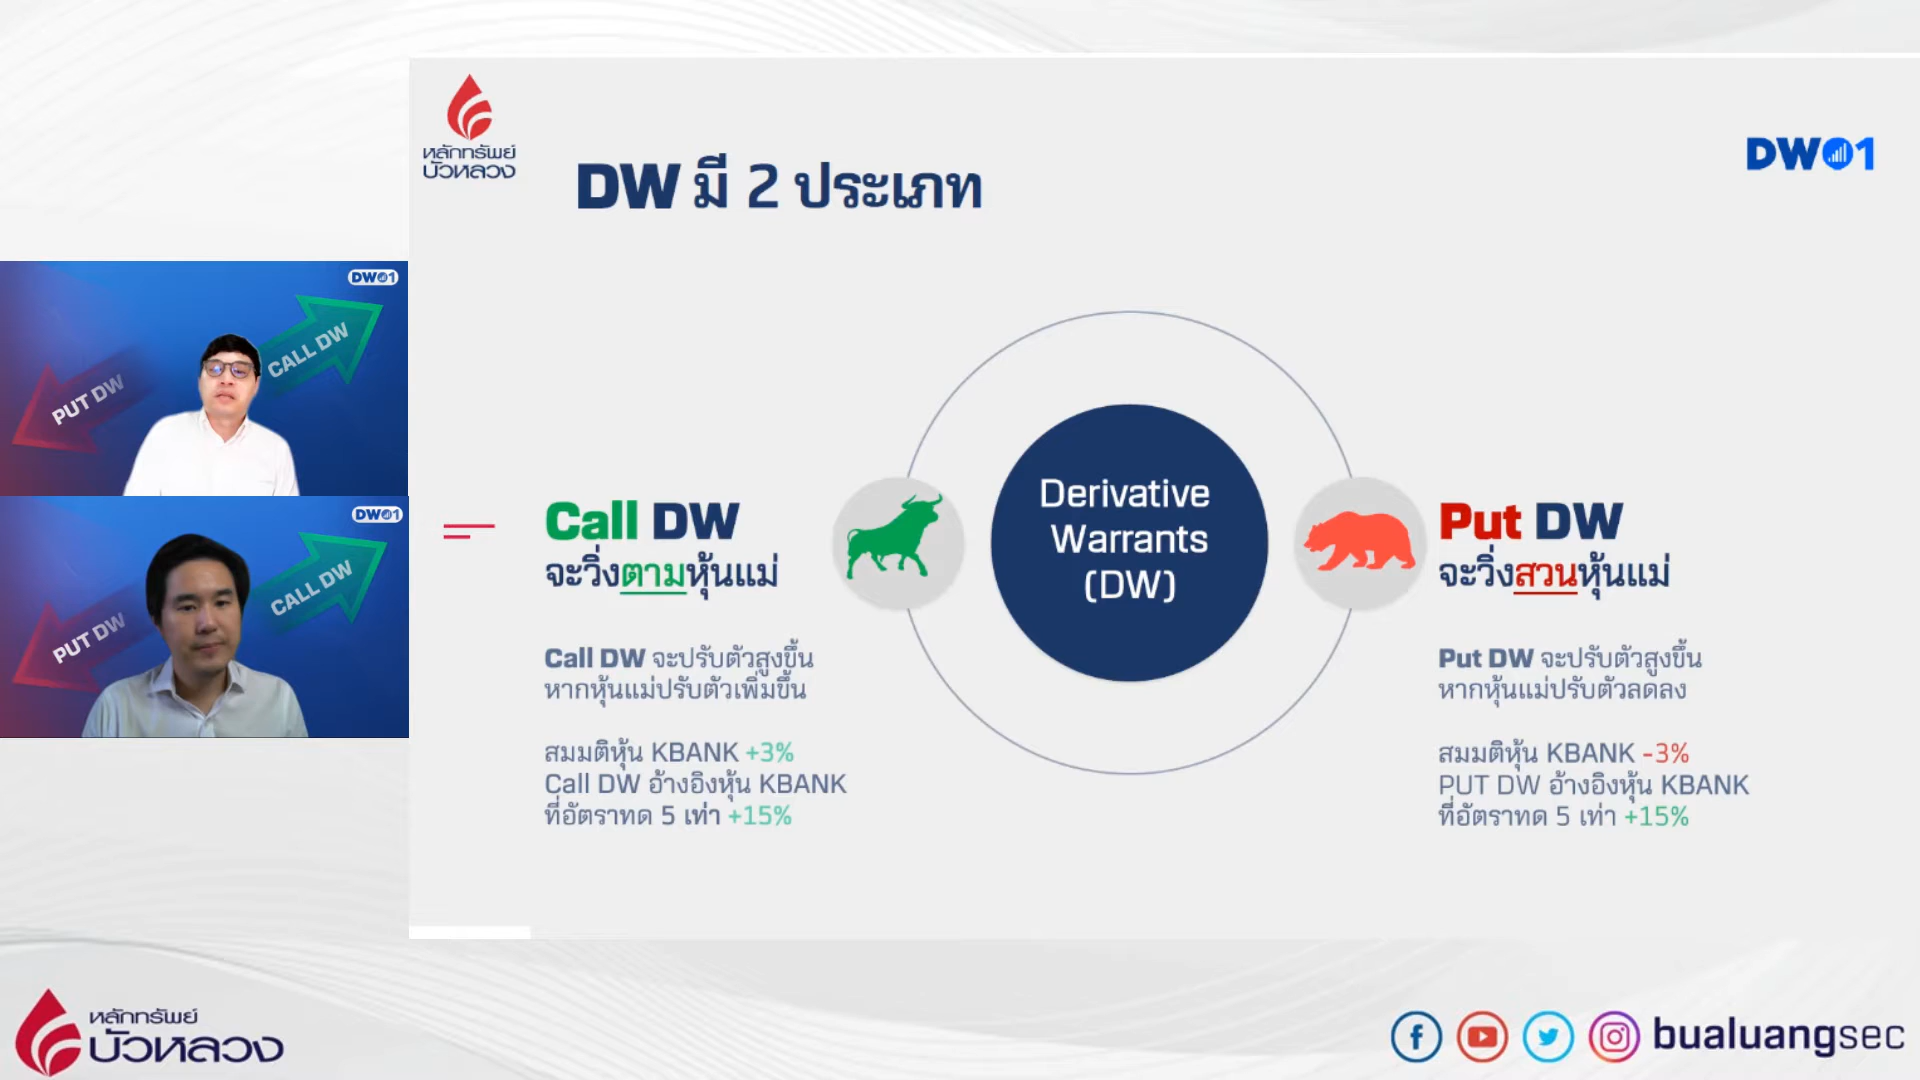 หลักทรัพย์
บัวหลวง
DW มี 2 ประเภท
DW01
DW01
CALL DW
PUT DW
DW01
CALL DW
PUT DW
Call DW
จะวิ่งตามหุ้นแม่
Call DW จะปรับตัวสูงขึ้น
หากหุ้นแม่ปรับตัวเพิ่มขึ้น
สมมติหุ้น KBANK +3%
Call DW อ้างอิงหุ้น KBANK
ที่อัตราทด 5 เท่า +15%
Derivative
Warrants
(DW)
Put DW
จะวิ่งสวนหุ้นแม่
Put DW จะปรับตัวสูงขึ้น
หากหุ้นแม่ปรับตัวลดลง
สมมติหุ้น KBANK -3%
PUT DW อ้างอิงหุ้น KBANK
ที่อัตราทด 5 เท่า +15%
หลักทรัพย์
บัวหลวง
bualuangsec